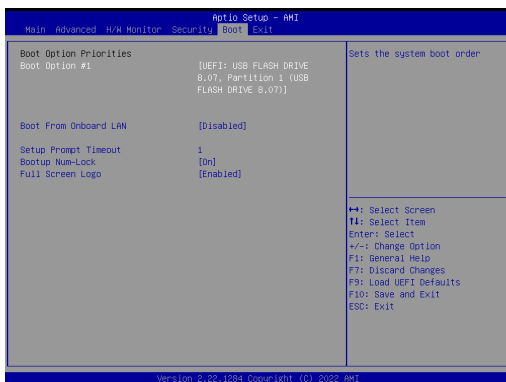 Aptio Setup - AMI
Main Advanced H/W Monitor Security Boot Exit
Boot Option Priorities
Boot Option #1 [UEFI: USB FLASH DRIVE
8.07, Partition 1 (USB
FLASH DRIVE 8.07)]
Boot From Onboard LAN [Disabled]
Setup Prompt Timeout 1
Bootup Num-Lock [On]
Full Screen Logo [Enabled]
Sets the system boot order
↔: Select Screen
↑↓: Select Item
Enter: Select
+/-: Change Option
F1: General Help
F7: Discard Changes
F9: Load UEFI Defaults
F10: Save and Exit
ESC: Exit
Version 2.22.1284 Copyright (C) 2022 AMI